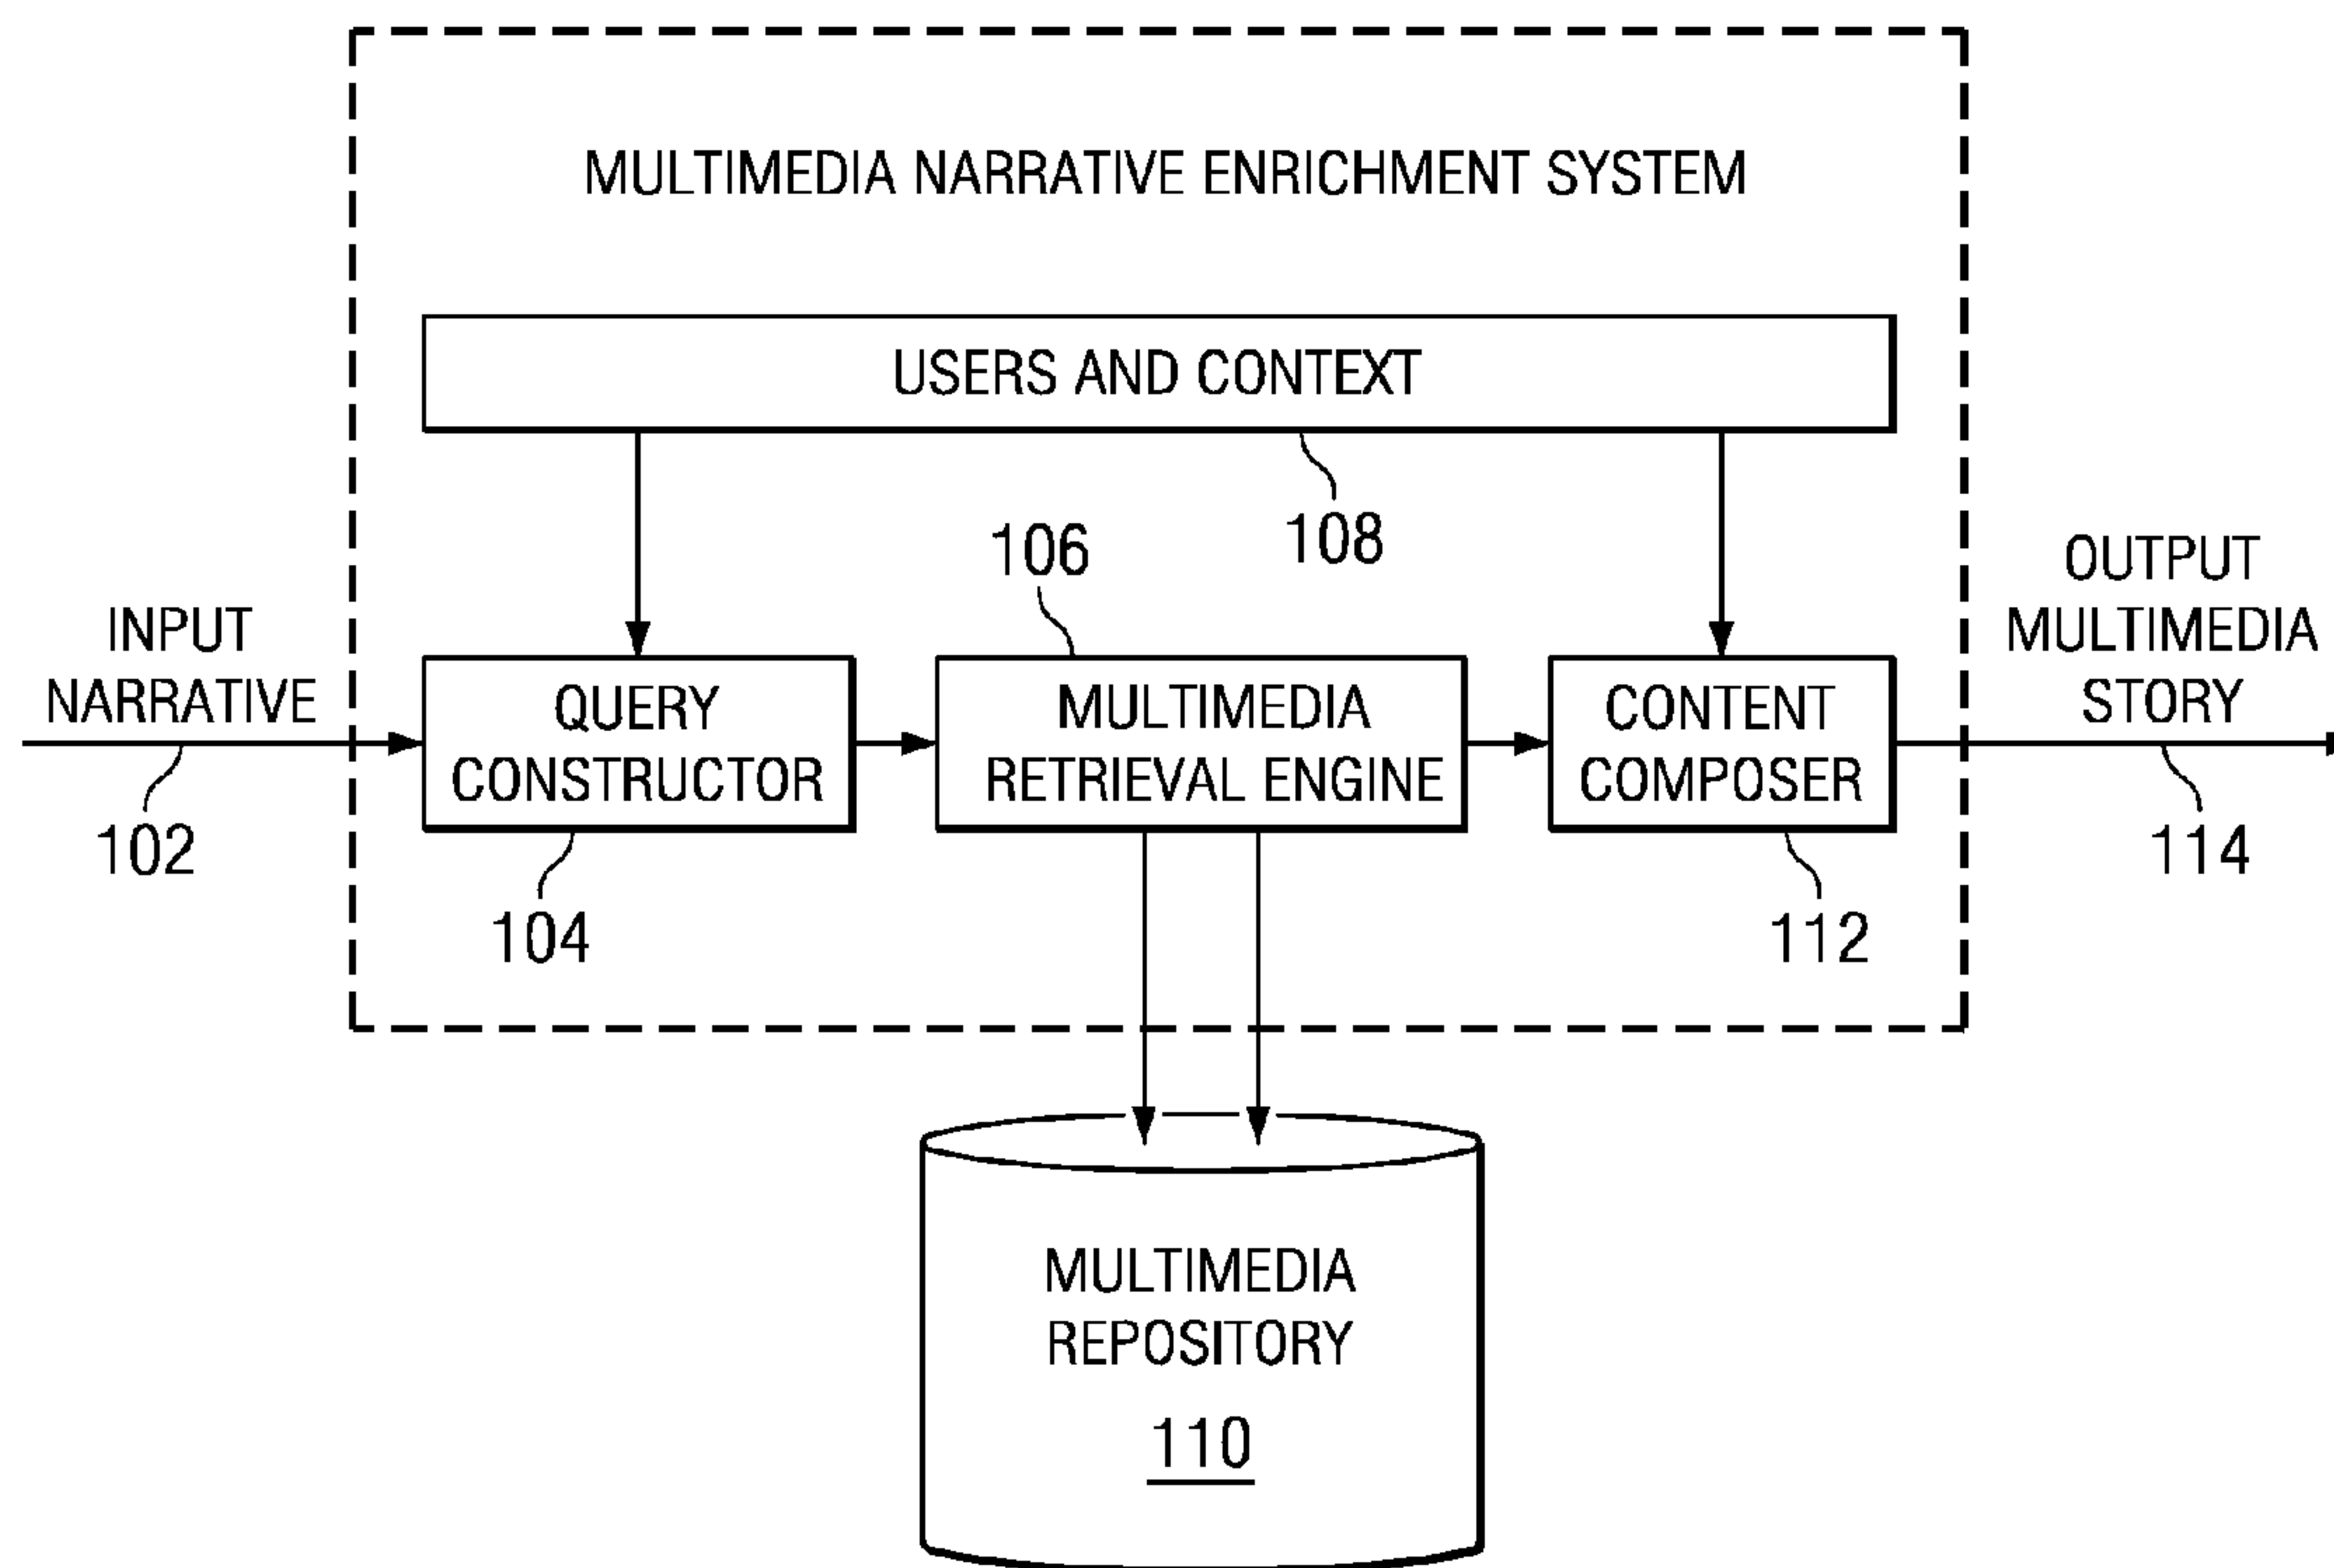 MULTIMEDIA NARRATIVE ENRICHMENT SYSTEM
USERS AND CONTEXT
108
106
INPUT
NARRATIVE
102
QUERY
CONSTRUCTOR
104
MULTIMEDIA
RETRIEVAL ENGINE
CONTENT
COMPOSER
112
OUTPUT
MULTIMEDIA
STORY
114
MULTIMEDIA
REPOSITORY
110